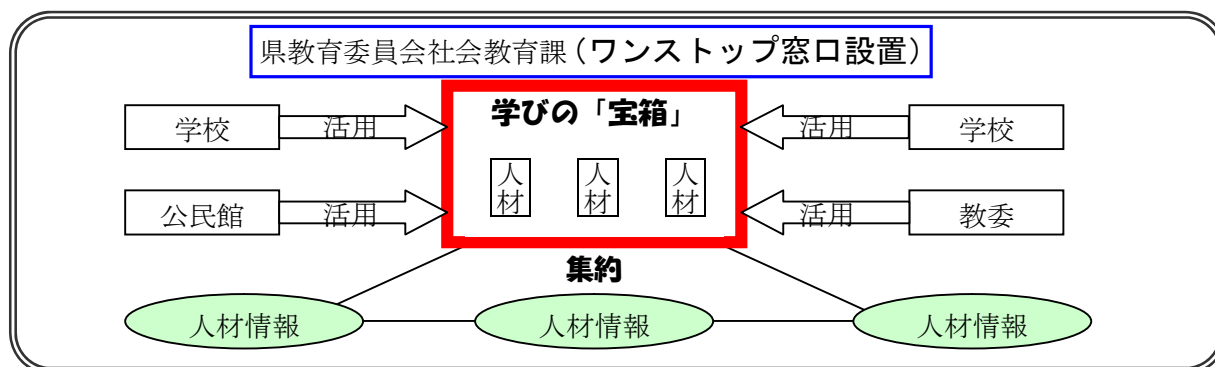 県教育委員会社会教育課（ワンストップ窓口設置）
学びの「宝箱」
学校
活用
活用
学校
人材
人材
人材
公民館
活用
活用
教委
集約
人材情報
人材情報
人材情報